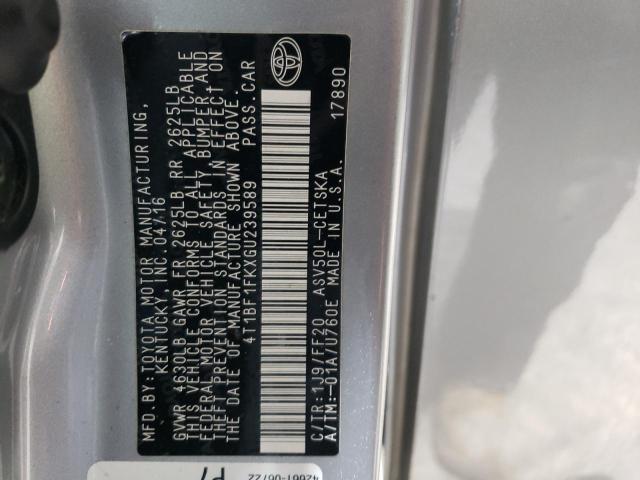 MFD.BY:TOYOTA MOTOR MANUFACTURING,
KENTUCKY, INC. 04/16
GVWR 4630LB GAWR FR 2625LB RR 2625LB
THIS VEHICLE CONFORMS TO ALL APPLICABLE
FEDERAL MOTOR VEHICLE SAFETY, BUMPER,AND
THEFT PREVENTION STANDARDS IN EFFECT ON
THE DATE OF MANUFACTURE SHOWN ABOVE.
4T1BF1FKXGU239589 PASS.CAR
C/TR:1J9/FF20 ASV50L-CETSKA
A/TM:-01A/U760E MADE IN U.S.A. 17890
42661-06722